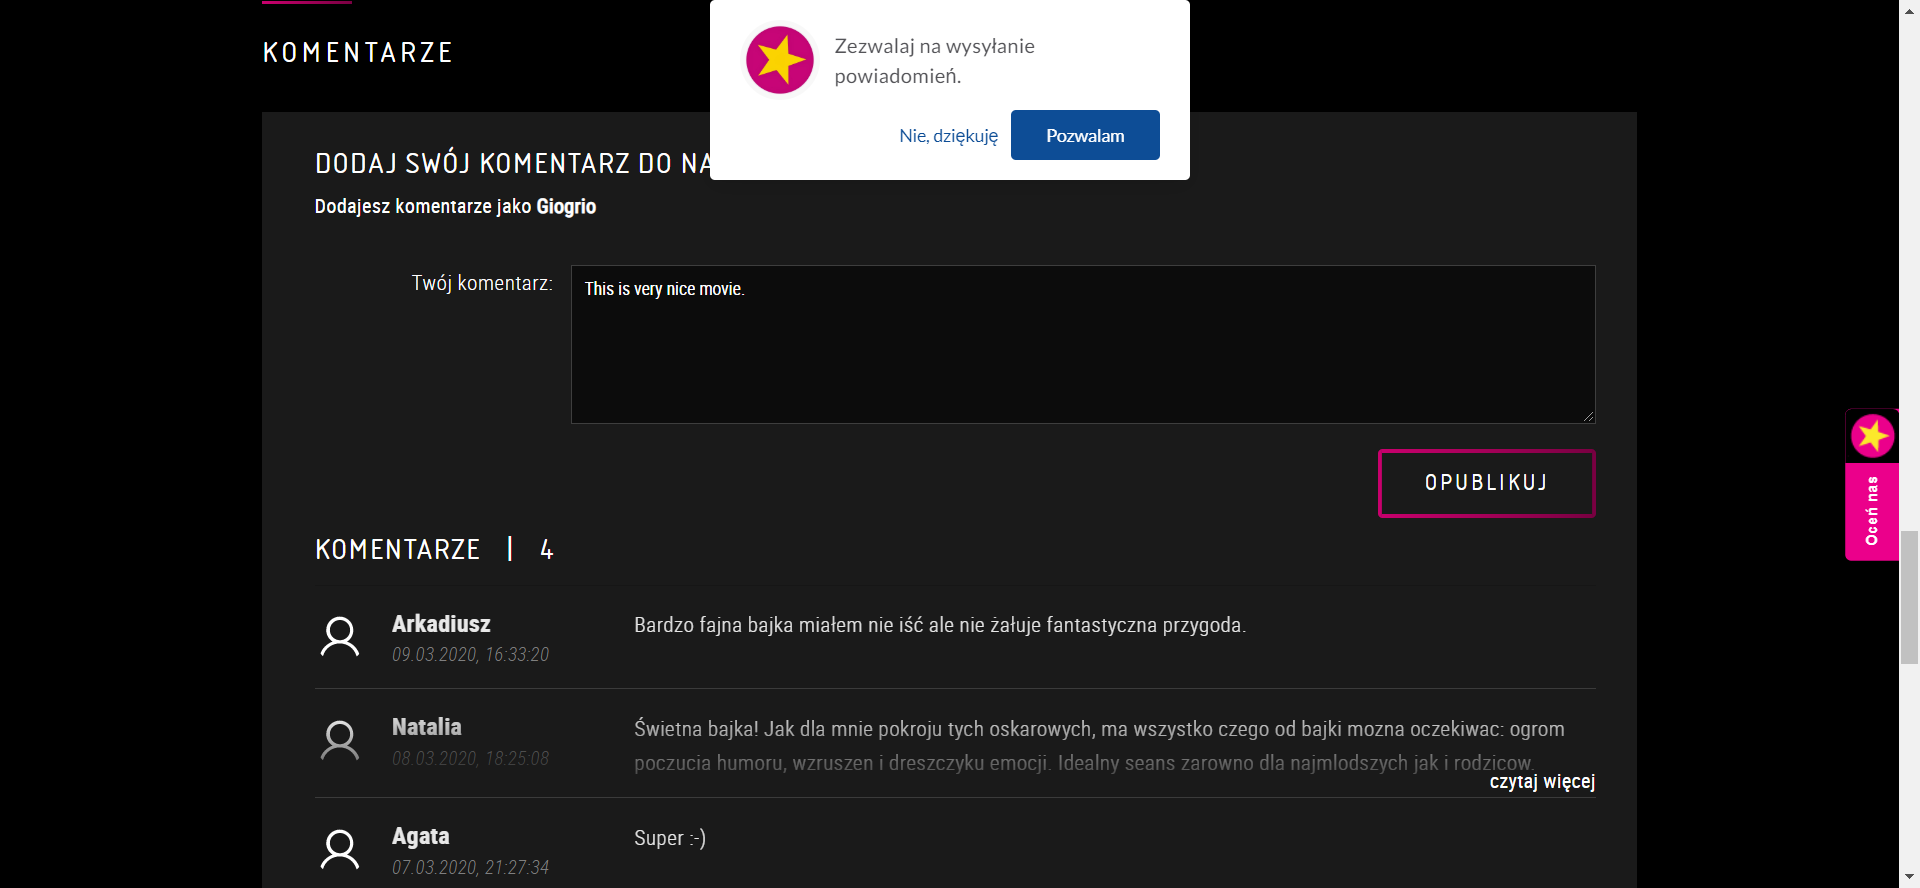 KOMENTARZE
Zezwalaj na wysyłanie
powiadomień.
Nie, dziękuję
Pozwalam
DODAJ SWÓJ KOMENTARZ DO NA
Dodajesz komentarze jako Giogrio
Twój komentarz:
This is very nice movie.
OPUBLIKUJ
Oceń nas
KOMENTARZE | 4
Arkadiusz
09.03.2020, 16:33:20
Bardzo fajna bajka miałem nie iść ale nie żałuje fantastyczna przygoda.
Natalia
08.03.2020, 18:25:08
Świetna bajka! Jak dla mnie pokroju tych oskarowych, ma wszystko czego od bajki mozna oczekiwac: ogrom
poczucia humoru, wzruszen i dreszczyku emocji. Idealny seans zarowno dla najmlodszych jak i rodzicow.
czytaj więcej
Agata
07.03.2020, 21:27:34
Super :-)